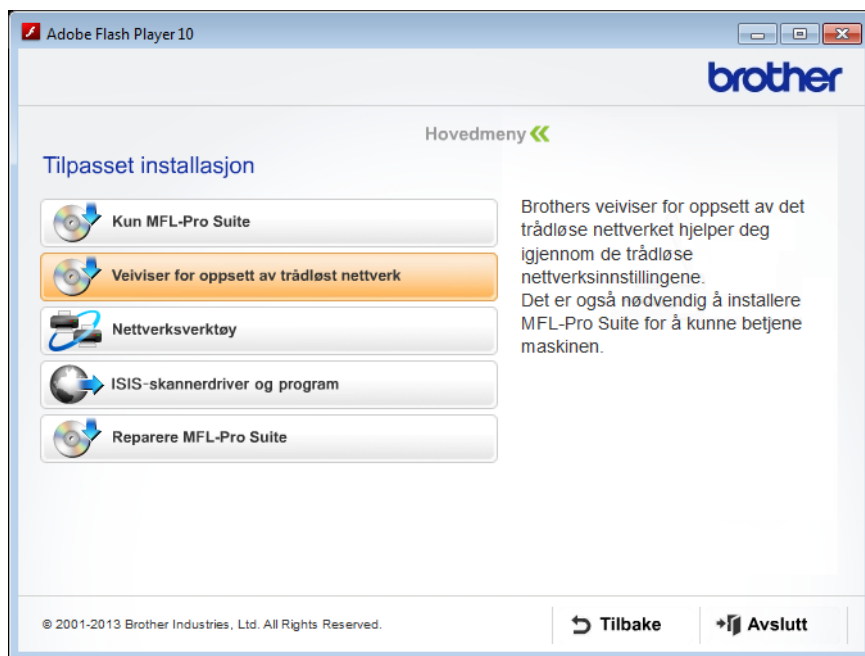 Adobe Flash Player 10
brother
Hovedmeny
Tilpasset installasjon
Kun MFL-Pro Suite
Veiviser for oppsett av trådløst nettverk
Nettverksverktøy
ISIS-skannerdriver og program
Reparere MFL-Pro Suite
Brothers veiviser for oppsett av det
trådløse nettverket hjelper deg
igjennom de trådløse
nettverksinnstillingene.
Det er også nødvendig å installere
MFL-Pro Suite for å kunne betjene
maskinen.
© 2001-2013 Brother Industries, Ltd. All Rights Reserved.
Tilbake
Avslutt